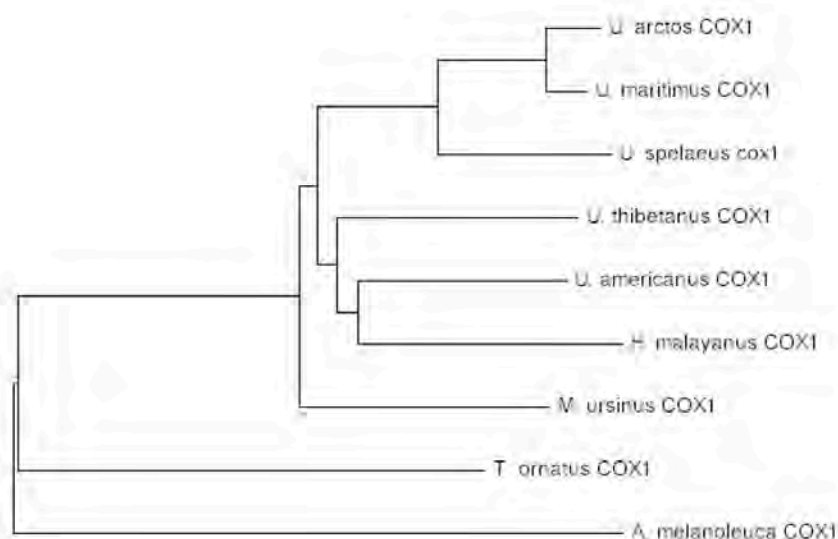 U. arctos COX1
U. maritimus COX1
U. spelaeus cox1
U. thibetanus COX1
U. americanus COX1
H. malayanus COX1
M. ursinus COX1
T. ornatus COX1
A. melanoleuca COX1